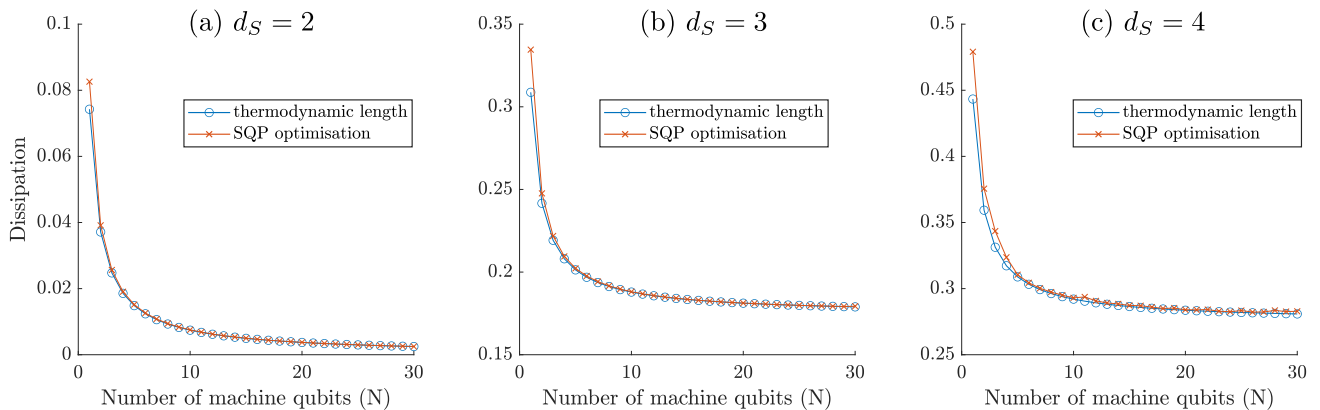 (a) d_S = 2
0.1
0.08
0.06
0.04
0.02
0
0
10
20
30
Dissipation
Number of machine qubits (N)
thermodynamic length
SQP optimisation
(b) d_S = 3
0.35
0.3
0.25
0.2
0.15
0
10
20
30
Number of machine qubits (N)
thermodynamic length
SQP optimisation
(c) d_S = 4
0.5
0.45
0.4
0.35
0.3
0.25
0
10
20
30
Number of machine qubits (N)
thermodynamic length
SQP optimisation